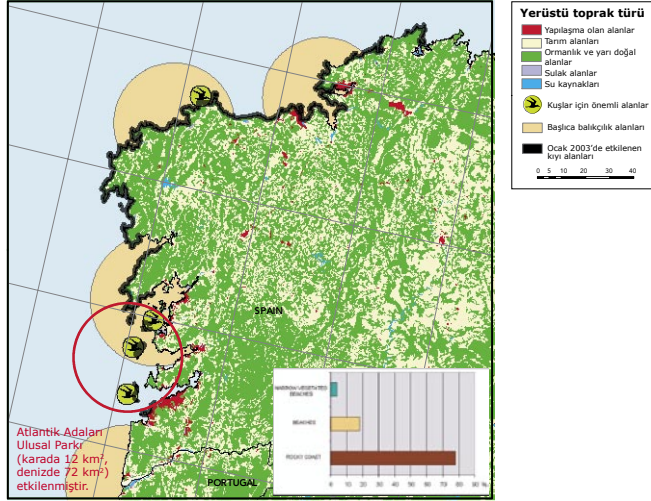 Yerüstü toprak türü
Yapılaşma olan alanlar
Tarım alanları
Ormanlık ve yarı doğal
alanlar
Sulak alanlar
Su kaynakları
Kuşlar için önemli alanlar
Başlıca balıkçılık alanları
Ocak 2003'de etkilenen
kıyı alanları
0 5 10 20 30 40
SPAIN
PORTUGAL
Atlantik Adaları
Ulusal Parkı
(karada 12 km²,
denizde 72 km²)
etkilenmiştir.
NARROW VEGETATED
BEACHES
BEACHES
ROCKY COAST
0 10 20 30 40 50 60 70 80 90 %